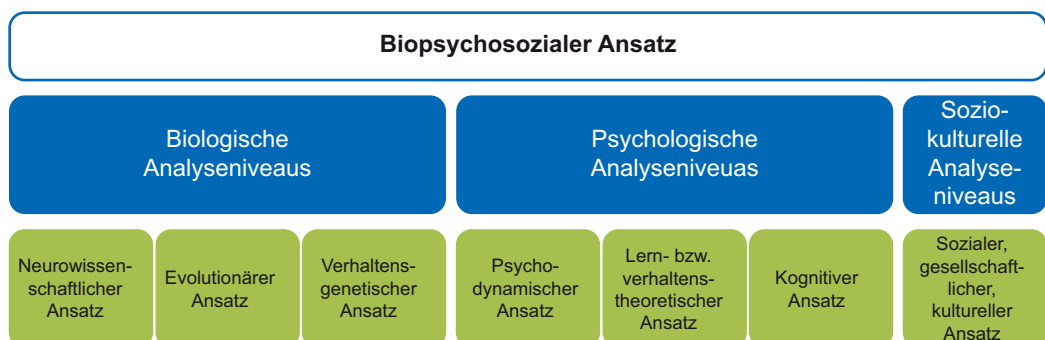 Biopsychosozialer Ansatz
Biologische
Analyseniveaus
Psychologische
Analyseniveuas
Sozio-
kulturelle
Analyse-
niveaus
Neurowissen-
schaftlicher
Ansatz
Evolutionärer
Ansatz
Verhaltens-
genetischer
Ansatz
Psycho-
dynamischer
Ansatz
Lern- bzw.
verhaltens-
theoretischer
Ansatz
Kognitiver
Ansatz
Sozialer,
gesellschaft-
licher,
kultureller
Ansatz